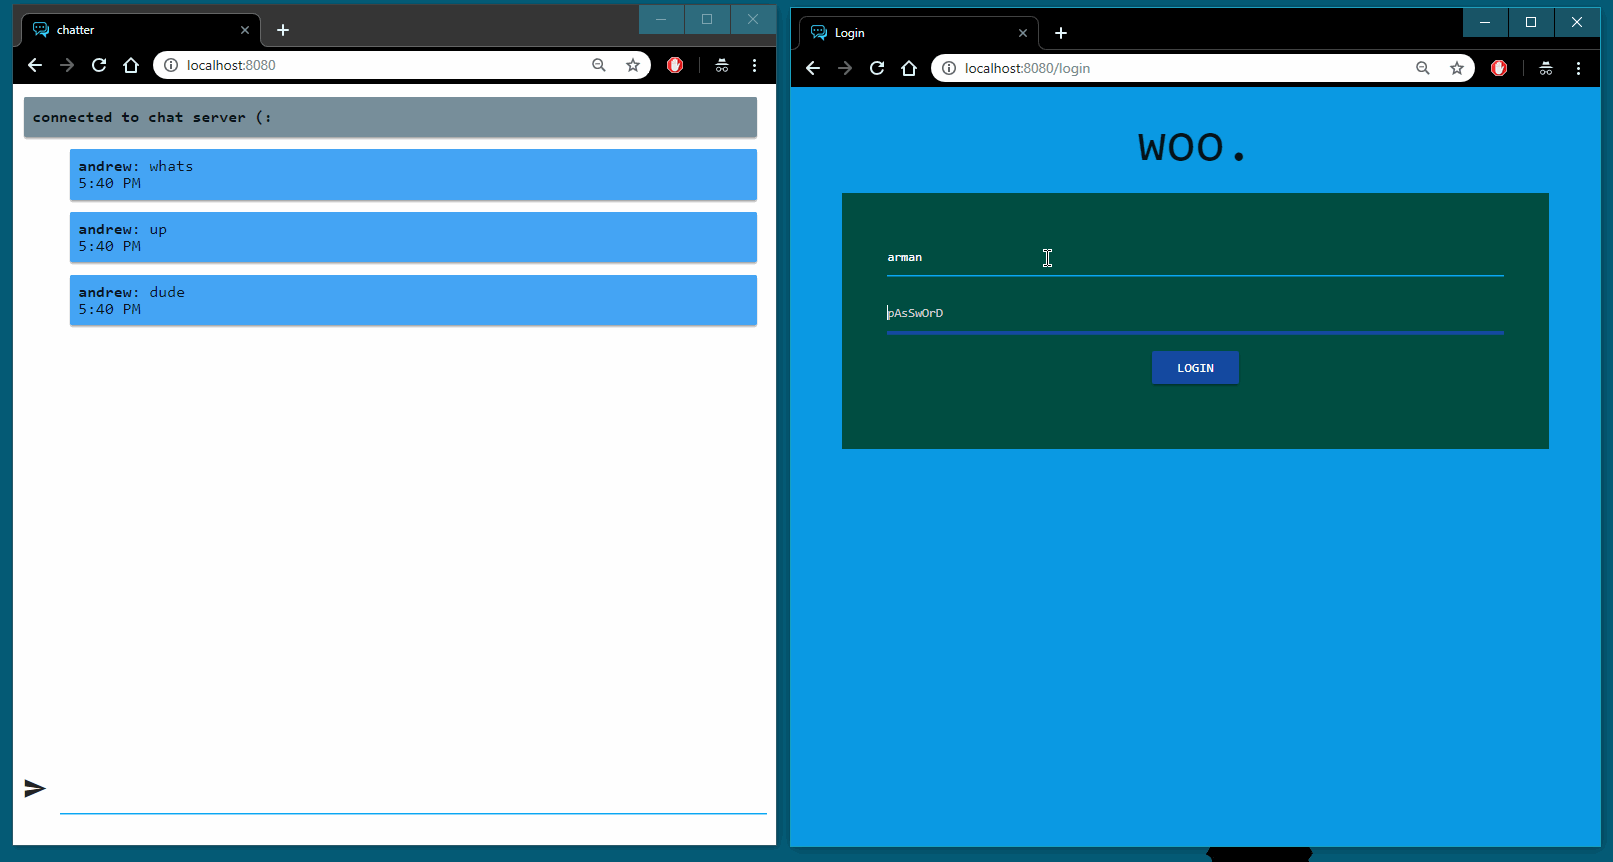 chatter
localhost:8080
connected to chat server (:
andrew: whats
5:40 PM
andrew: up
5:40 PM
andrew: dude
5:40 PM
Login
localhost:8080/login
WOO.
arman
pAsSwOrD
LOGIN